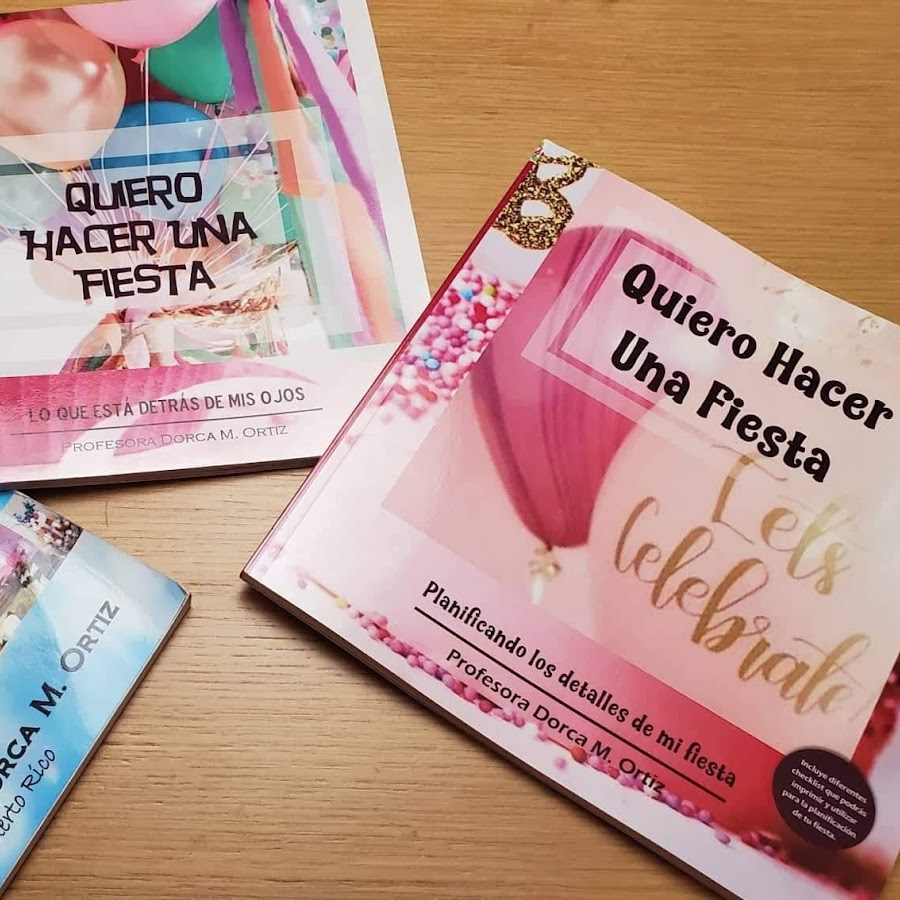 QUIERO
HACER UNA
FIESTA
LO QUE ESTÁ DETRÁS DE MIS OJOS
PROFESORA DORCA M. ORTIZ
Quiero Hacer
Una Fiesta
Let's
Celebrate
Planificando los detalles de mi fiesta
Profesora Dorca M. Ortiz
Incluye diferentes
checklist que podrás
imprimir y utilizar
para la planificación
de tu fiesta.
M. ORTIZ
Rico